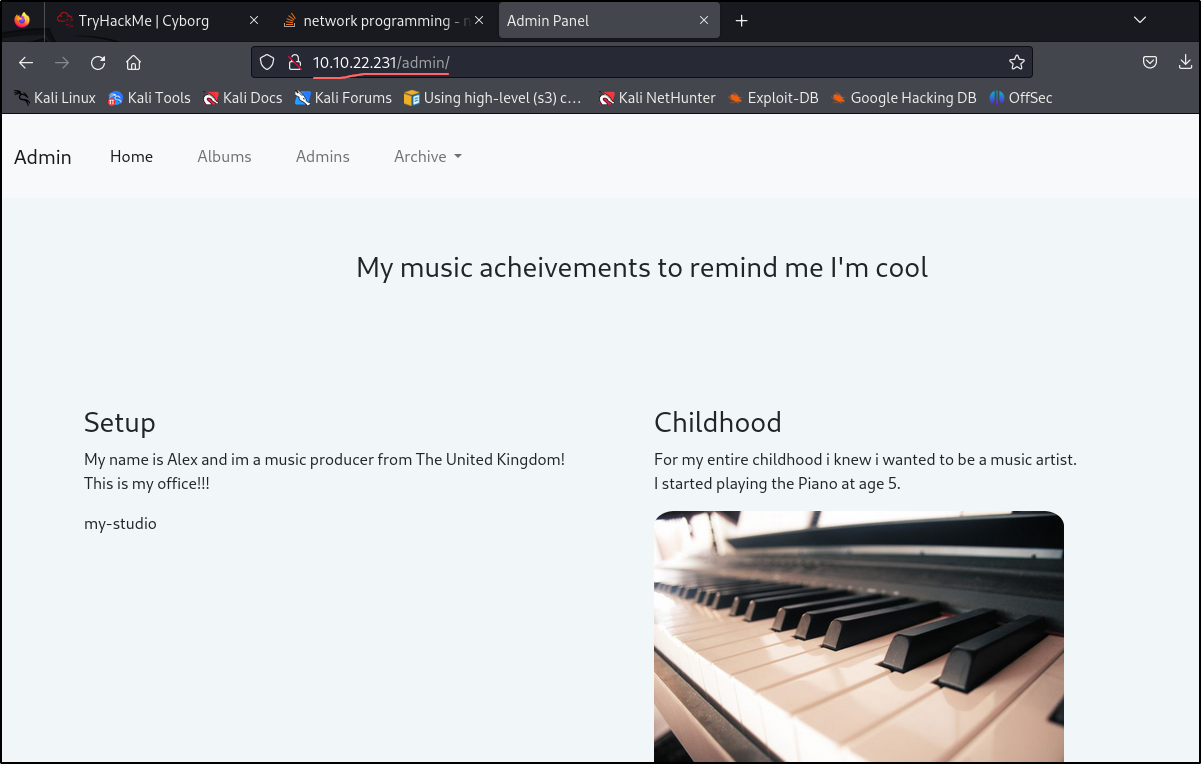 TryHackMe | Cyborg
network programming - n
Admin Panel
10.10.22.231/admin/
Kali Linux Kali Tools Kali Docs Kali Forums Using high-level (s3) c… Kali NetHunter Exploit-DB Google Hacking DB OffSec
Admin Home Albums Admins Archive
My music acheivements to remind me I'm cool
Setup
My name is Alex and im a music producer from The United Kingdom!
This is my office!!!
my-studio
Childhood
For my entire childhood i knew i wanted to be a music artist.
I started playing the Piano at age 5.